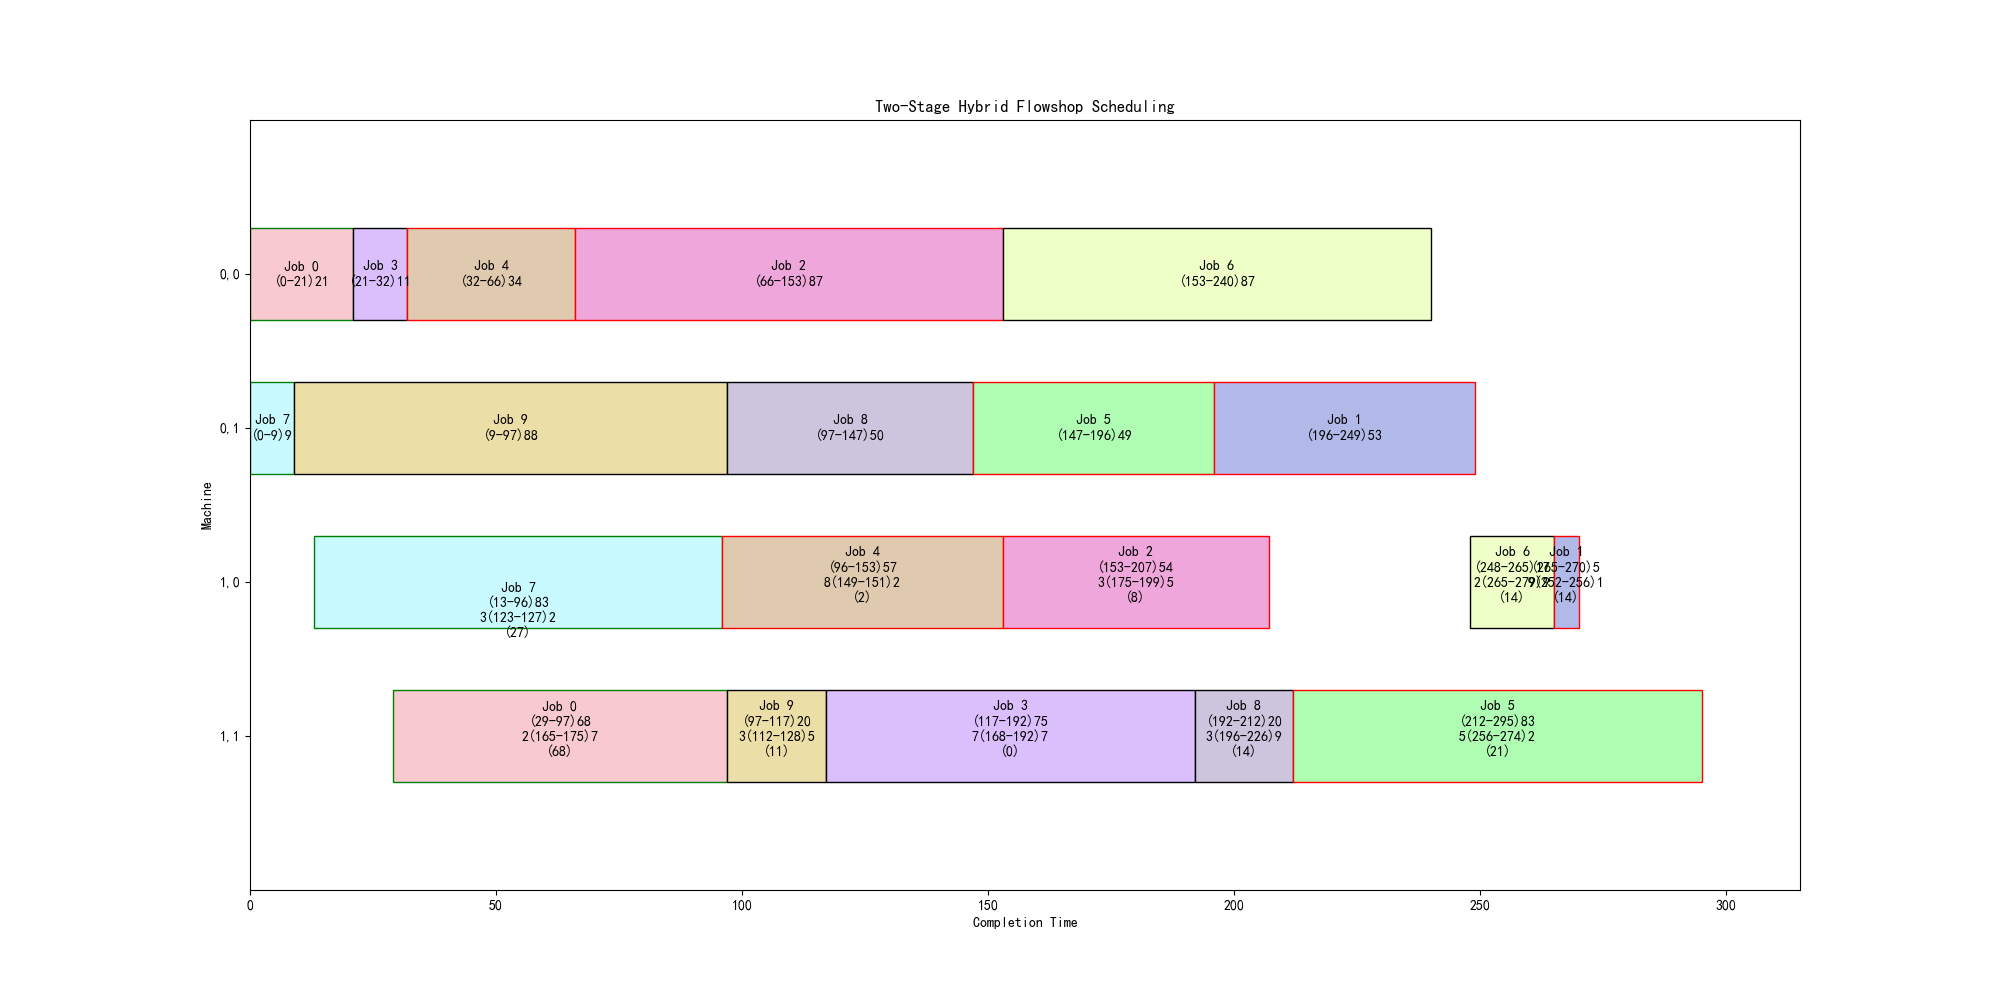 Two-Stage Hybrid Flowshop Scheduling
Machine
0,0
Job 0
(0-21)21
Job 3
(21-32)11
Job 4
(32-66)34
Job 2
(66-153)87
Job 6
(153-240)87
0,1
Job 7
(0-9)9
Job 9
(9-97)88
Job 8
(97-147)50
Job 5
(147-196)49
Job 1
(196-249)53
1,0
Job 7
(13-96)83
3(123-127)2
(27)
Job 4
(96-153)57
8(149-151)2
(2)
Job 2
(153-207)54
3(175-199)5
(8)
Job 6
(248-265)17
(14)
Job 1
(265-270)5
(14)
1,1
Job 0
(29-97)68
2(165-175)7
(68)
Job 9
(97-117)20
3(112-128)5
(11)
Job 3
(117-192)75
7(168-192)7
(0)
Job 8
(192-212)20
3(196-226)9
(14)
Job 5
(212-295)83
5(256-274)2
(21)
0
50
100
150
200
250
300
Completion Time